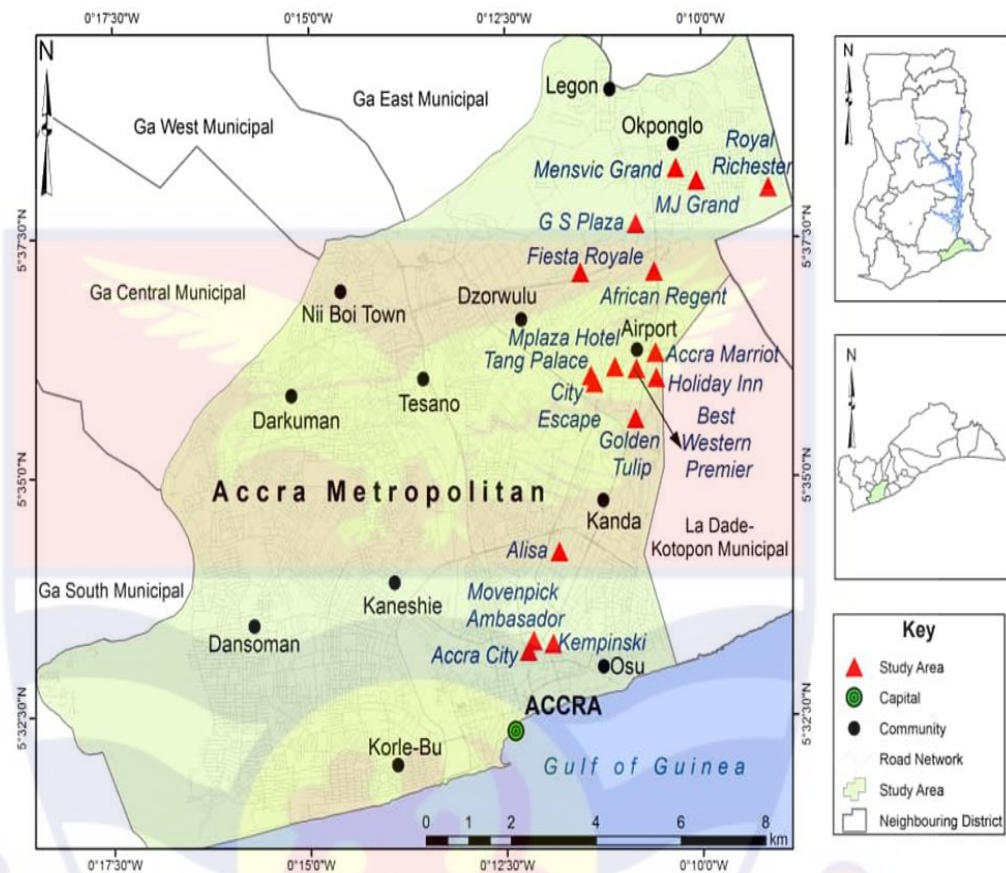 0°17'30"W 0°15'0"W 0°12'30"W 0°10'0"W
N
Legon
Ga East Municipal
Ga West Municipal
Okponglo
Royal
Richester
Mensvic Grand
MJ Grand
G S Plaza
5°37'30"N
5°37'30"N
Fiesta Royale
African Regent
Ga Central Municipal
Nii Boi Town
Dzorwulu
Mplaza Hotel
Airport
Tang Palace
Accra Marriot
Holiday Inn
City
Escape
Tesano
Darkuman
Best
Western
Premier
Golden
Tulip
5°35'0"N
5°35'0"N
Accra Metropolitan
Kanda
La Dade-
Kotopon Municipal
Alisa
Ga South Municipal
Kaneshie
Movenpick
Ambasador
Kempinski
Dansoman
Accra City
Osu
5°32'30"N
5°32'30"N
ACCRA
Korle-Bu
Gulf of Guinea
0 1 2 4 6 8
km
0°17'30"W 0°15'0"W 0°12'30"W 0°10'0"W
N
N
Key
Study Area
Capital
Community
Road Network
Study Area
Neighbouring District